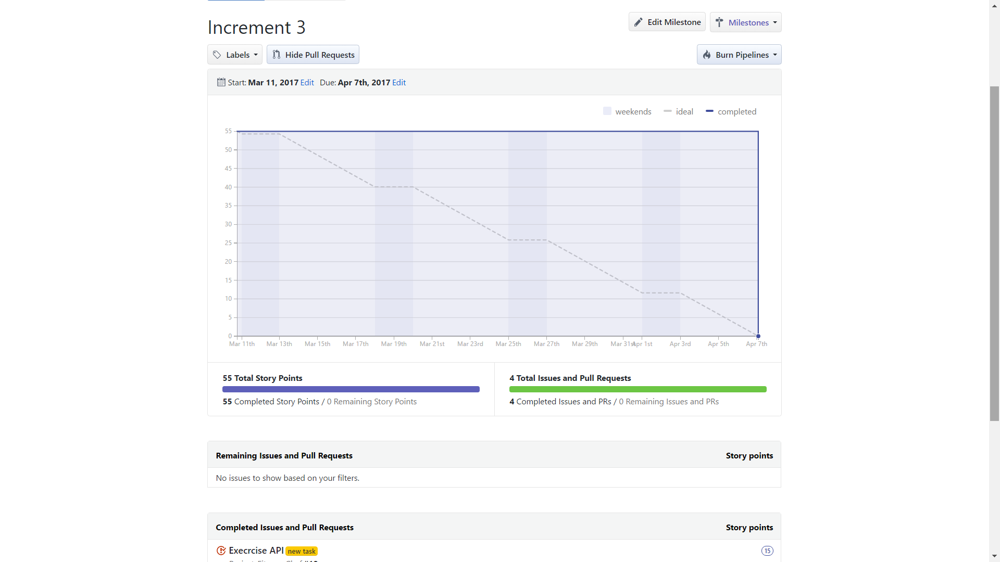 Increment 3
Edit Milestone
Milestones
Labels
Hide Pull Requests
Burn Pipelines
Start: Mar 11, 2017 Edit Due: Apr 7th, 2017 Edit
weekends ideal completed
55
50
45
40
35
30
25
20
15
10
5
0
Mar 11th Mar 13th Mar 15th Mar 17th Mar 19th Mar 21st Mar 23rd Mar 25th Mar 27th Mar 29th Mar 31st Apr 1st Apr 3rd Apr 5th Apr 7th
55 Total Story Points
55 Completed Story Points / 0 Remaining Story Points
4 Total Issues and Pull Requests
4 Completed Issues and PRs / 0 Remaining Issues and PRs
Remaining Issues and Pull Requests Story points
No issues to show based on your filters.
Completed Issues and Pull Requests Story points
Execrcise API new task 15